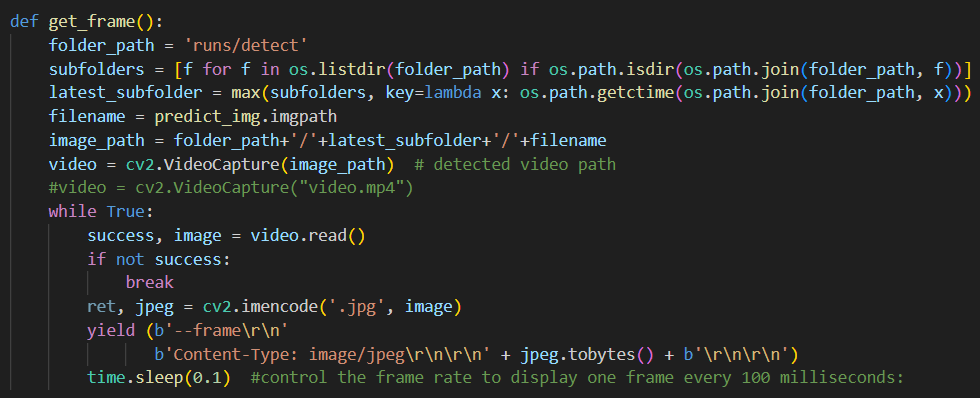 def get_frame():
    folder_path = 'runs/detect'
    subfolders = [f for f in os.listdir(folder_path) if os.path.isdir(os.path.join(folder_path, f))]
    latest_subfolder = max(subfolders, key=lambda x: os.path.getctime(os.path.join(folder_path, x)))
    filename = predict_img.imgpath
    image_path = folder_path+'/'+latest_subfolder+'/'+filename
    video = cv2.VideoCapture(image_path)  # detected video path
    #video = cv2.VideoCapture("video.mp4")
    while True:
        success, image = video.read()
        if not success:
            break
        ret, jpeg = cv2.imencode('.jpg', image)
        yield (b'--frame\r\n'
               b'Content-Type: image/jpeg\r\n\r\n' + jpeg.tobytes() + b'\r\n\r\n')
        time.sleep(0.1)  #control the frame rate to display one frame every 100 milliseconds: